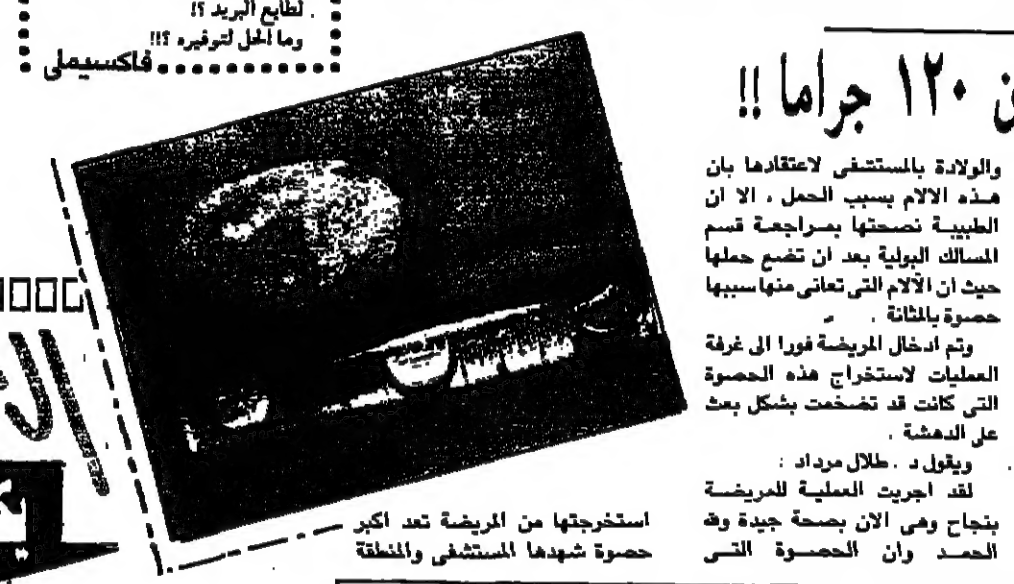 . لطابع البريد ؟!
وما الحل لتوفيره ؟!!
فاكسيملي
١٢٠ جراما !!
والولادة بالمستشفى لاعتقادها بان
هذه الالام بسبب الحمل . الا ان
الطبيبة نصحتها بمراجعة قسم
المسالك البولية بعد ان تضع حملها
حيث ان الآلام التى تعانى منها سببها
حصوة بالمثانة .
وتم ادخال المريضة فورا الى غرفة
العمليات لاستخراج هذه الحصوة
التى كانت قد تضخمت بشكل بعث
على الدهشة .
ويقول د . طلال مرداد :
لقد اجريت العملية للمريضة
بنجاح وهى الان بصحة جيدة وﷲ
الحمد وان الحصوة التى
استخرجتها من المريضة تعد اكبر
حصوة شهدها المستشفى والمنطقة